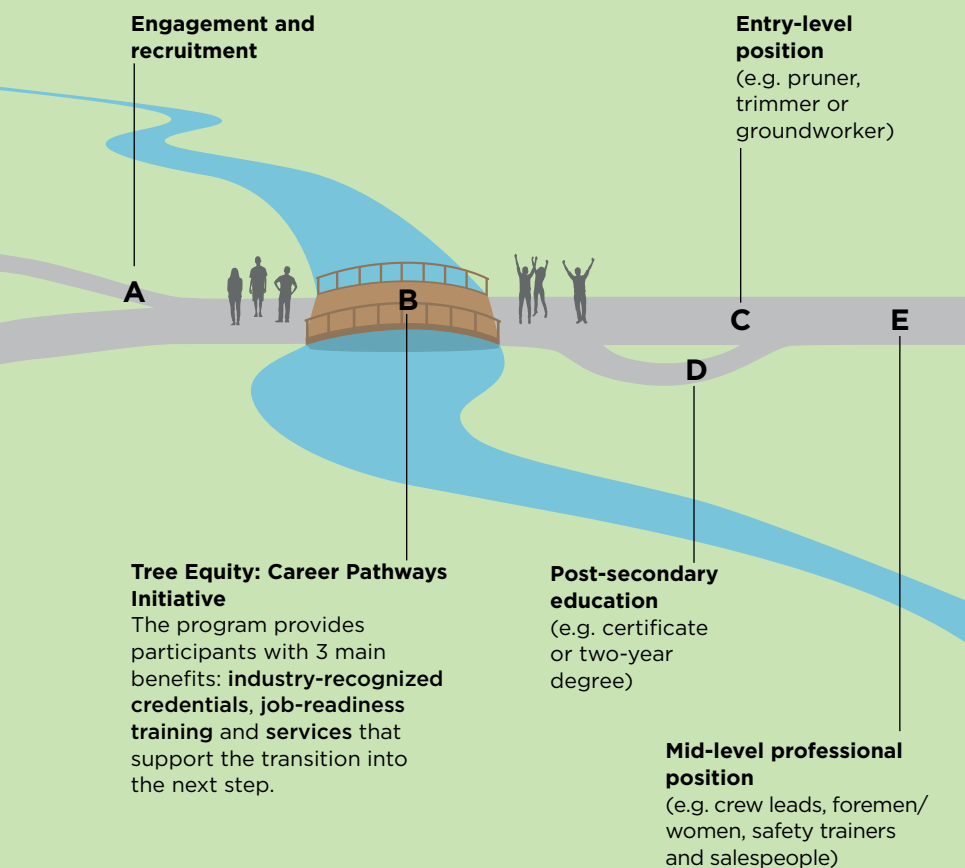 Engagement and
recruitment
Entry-level
position
(e.g. pruner,
trimmer or
groundworker)
A
B
C
E
D
Tree Equity: Career Pathways
Initiative
The program provides
participants with 3 main
benefits: industry-recognized
credentials, job-readiness
training and services that
support the transition into
the next step.
Post-secondary
education
(e.g. certificate
or two-year
degree)
Mid-level professional
position
(e.g. crew leads, foremen/
women, safety trainers
and salespeople)